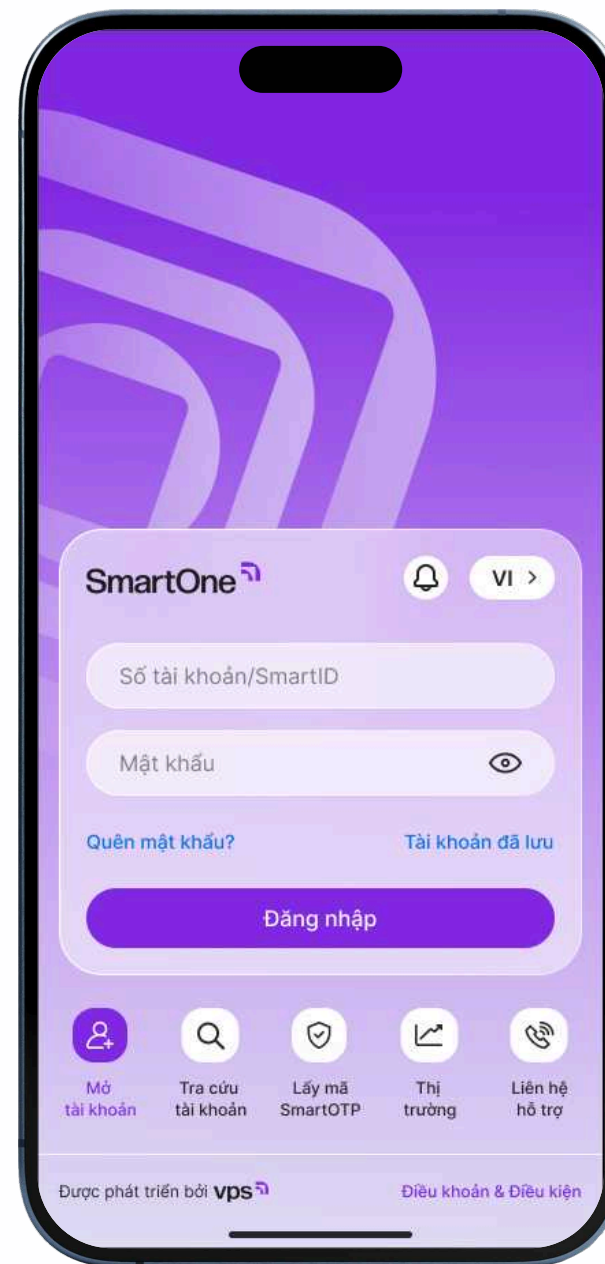 SmartOne
VI >
Số tài khoản/SmartID
Mật khẩu
Quên mật khẩu?
Tài khoản đã lưu
Đăng nhập
Mở
tài khoản
Tra cứu
tài khoản
Lấy mã
SmartOTP
Thị
trường
Liên hệ
hỗ trợ
Được phát triển bởi vps
Điều khoản & Điều kiện